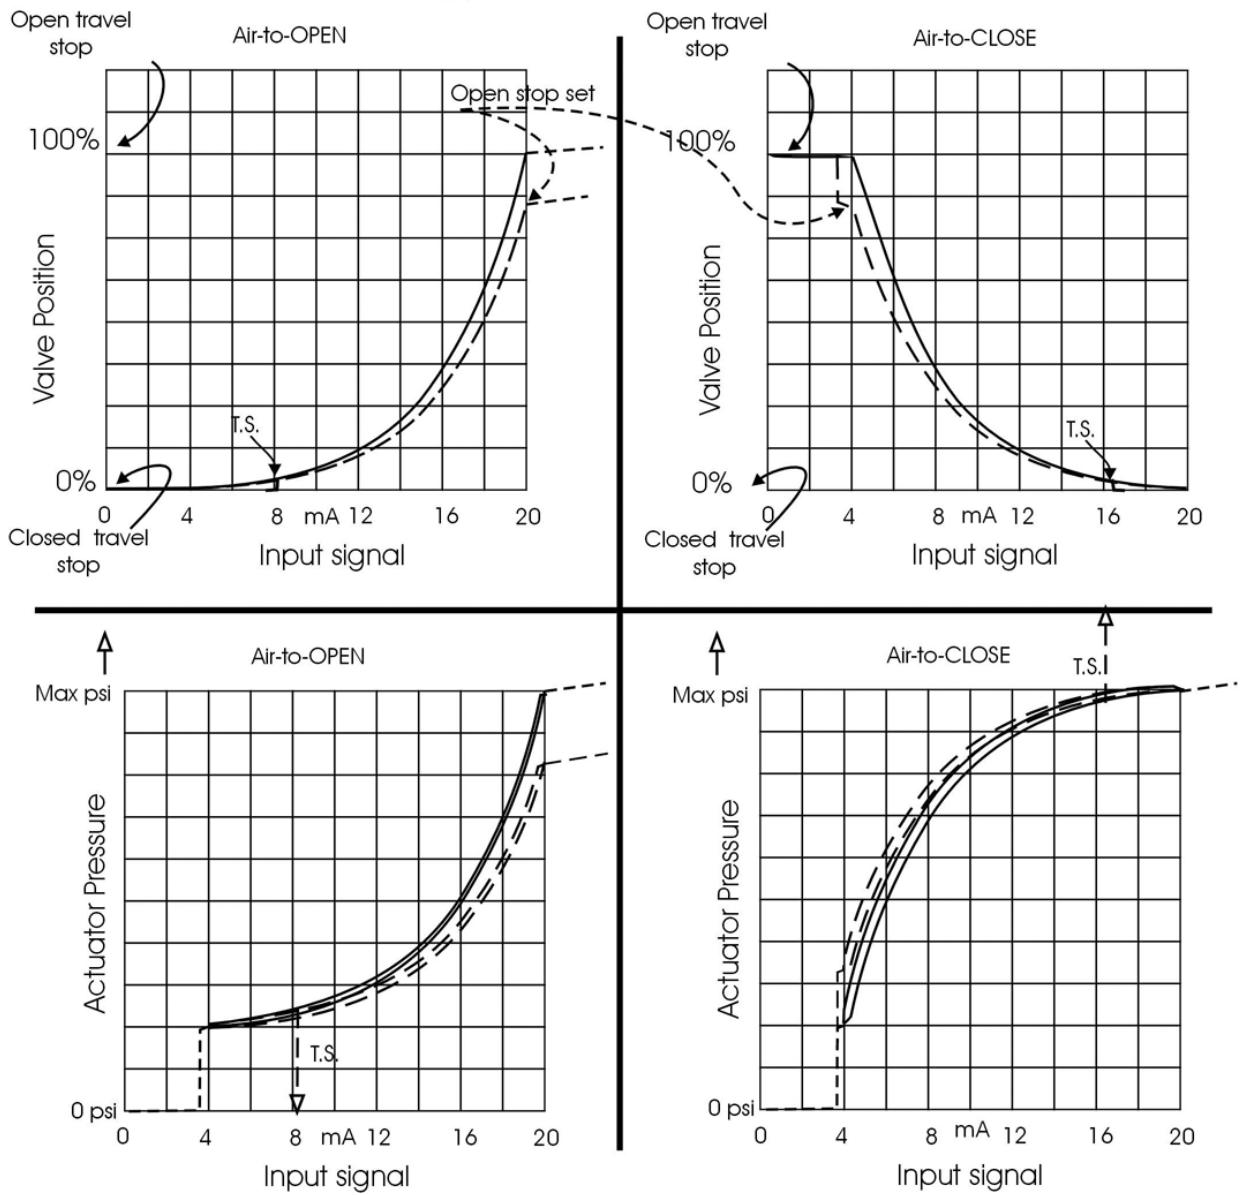 Open travel
stop
Air-to-OPEN
Open stop set
100%
Valve Position
T.S.
0%
0 4 8 mA 12 16 20
Closed travel
stop
Input signal
Open travel
stop
Air-to-CLOSE
100%
Valve Position
T.S.
0%
0 4 8 mA 12 16 20
Closed travel
stop
Input signal
Air-to-OPEN
Max psi
Actuator Pressure
T.S.
0 psi
0 4 8 mA 12 16 20
Input signal
Air-to-CLOSE
T.S.
Max psi
Actuator Pressure
0 psi
0 4 8 mA 12 16 20
Input signal